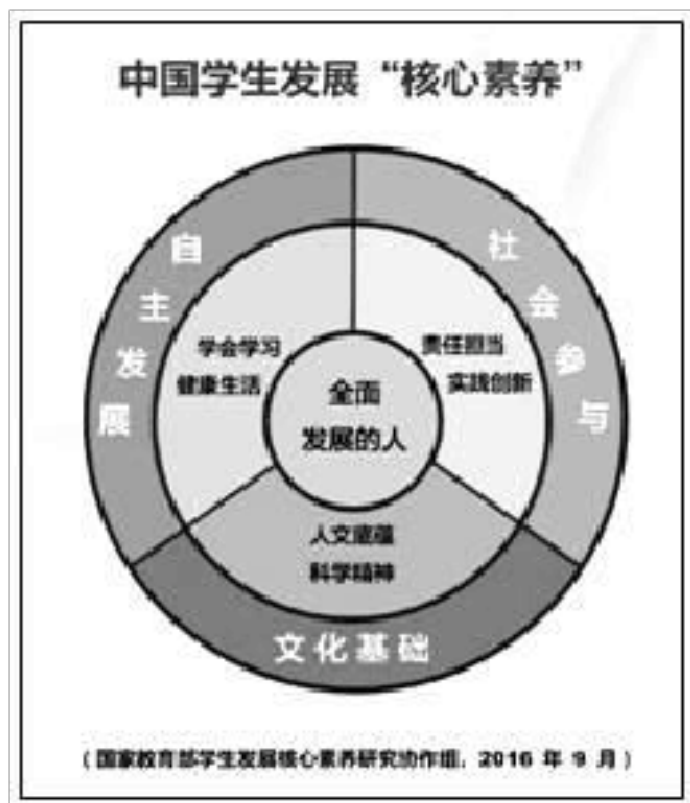 中国学生发展“核心素养”
自主发展
社会参与
学会学习
健康生活
责任担当
实践创新
全面
发展的人
人文底蕴
科学精神
文化基础
（国家教育部学生发展核心素养研究协作组，2016 年 9 月）